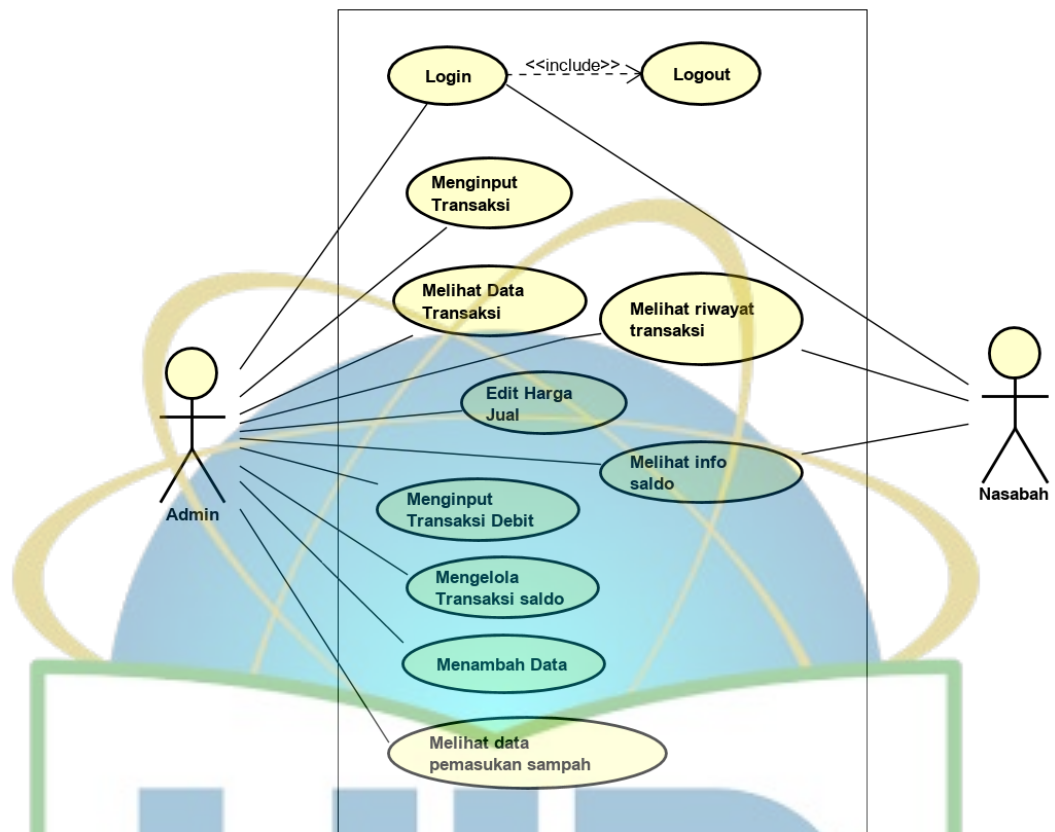 Login
<<include>>
Logout
Menginput
Transaksi
Melihat Data
Transaksi
Melihat riwayat
transaksi
Edit Harga
Jual
Melihat info
saldo
Admin
Nasabah
Menginput
Transaksi Debit
Mengelola
Transaksi saldo
Menambah Data
Melihat data
pemasukan sampah